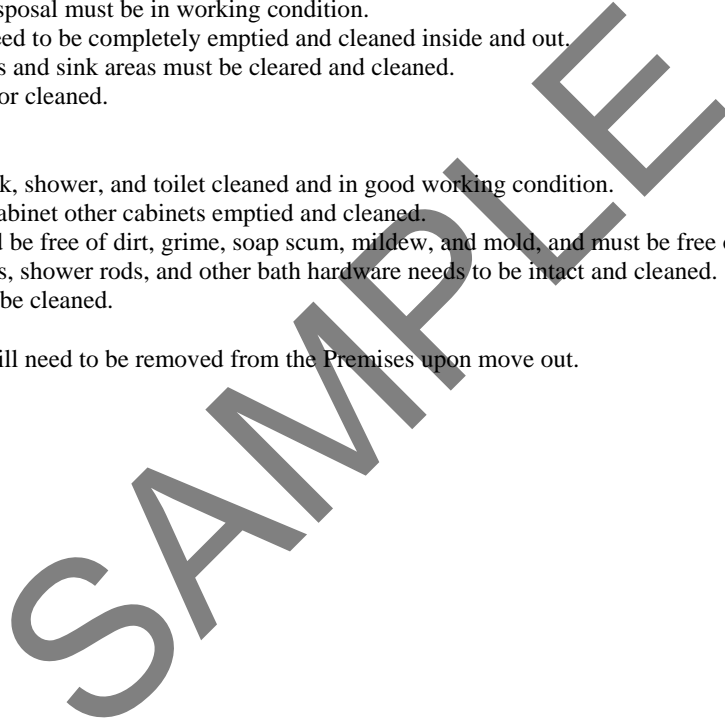 sposal must be in working condition.
eed to be completely emptied and cleaned inside and out.
s and sink areas must be cleared and cleaned.
or cleaned.
k, shower, and toilet cleaned and in good working condition.
abinet other cabinets emptied and cleaned.
d be free of dirt, grime, soap scum, mildew, and mold, and must be free
s, shower rods, and other bath hardware needs to be intact and cleaned.
be cleaned.
ill need to be removed from the Premises upon move out.
SAMPLE